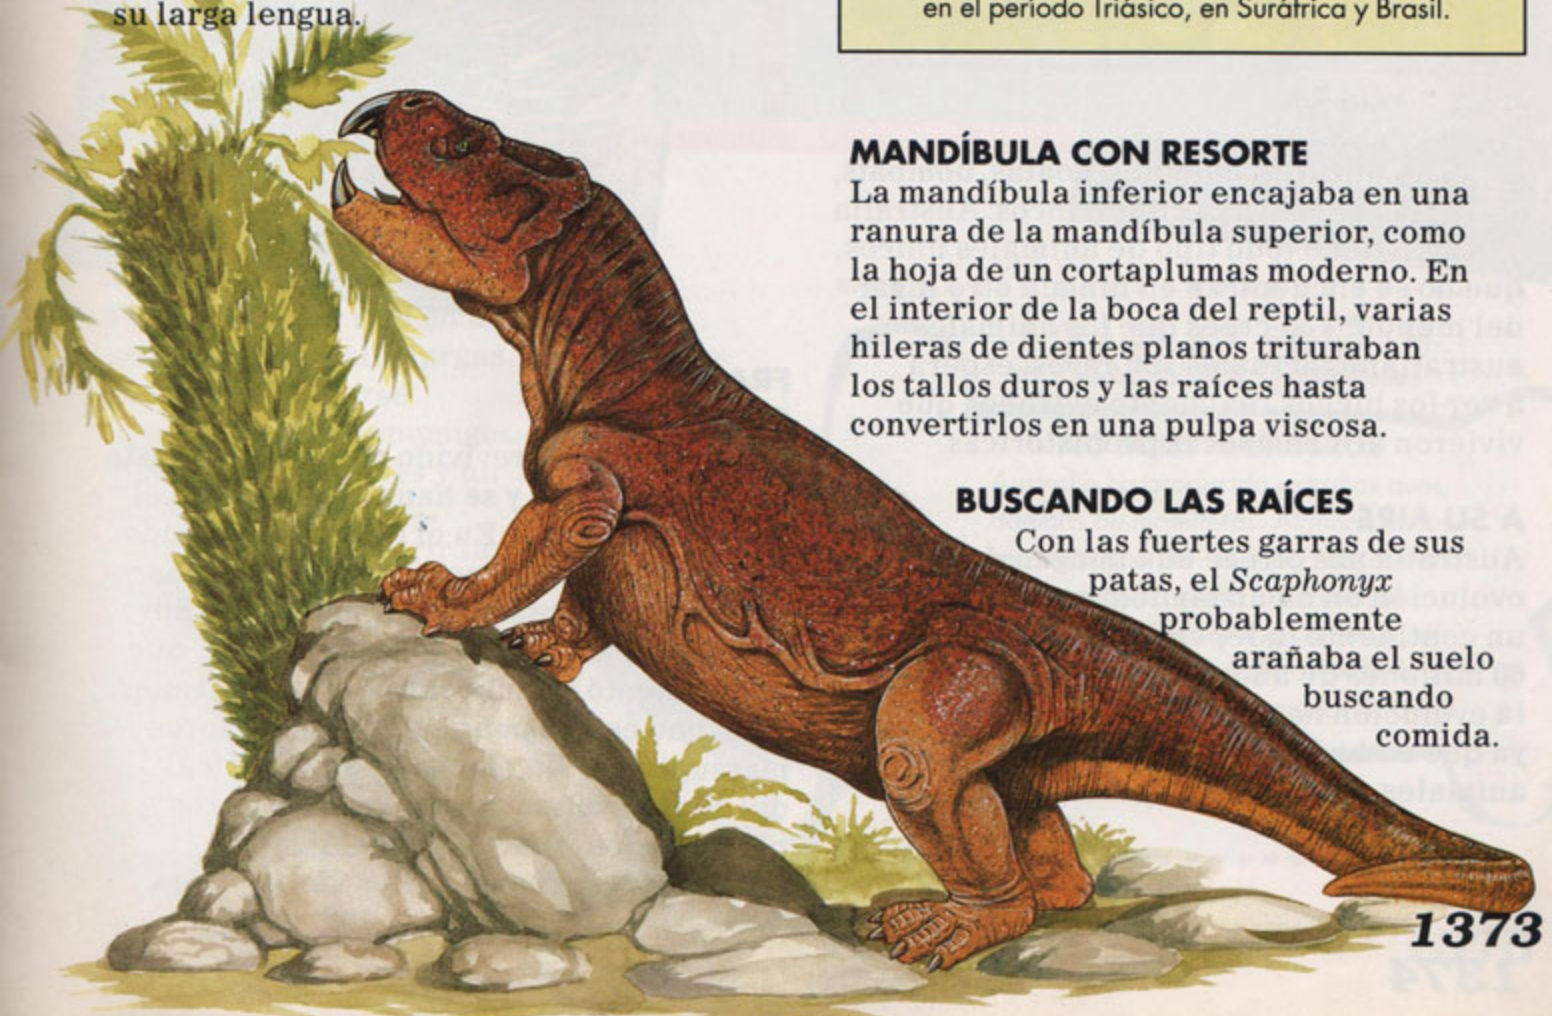 su larga lengua.
en el período Triásico, en Suráfrica y Brasil.
MANDÍBULA CON RESORTE
La mandíbula inferior encajaba en una
ranura de la mandíbula superior, como
la hoja de un cortaplumas moderno. En
el interior de la boca del reptil, varias
hileras de dientes planos trituraban
los tallos duros y las raíces hasta
convertirlos en una pulpa viscosa.
BUSCANDO LAS RAÍCES
Con las fuertes garras de sus
patas, el Scaphonyx
probablemente
arañaba el suelo
buscando
comida.
1373